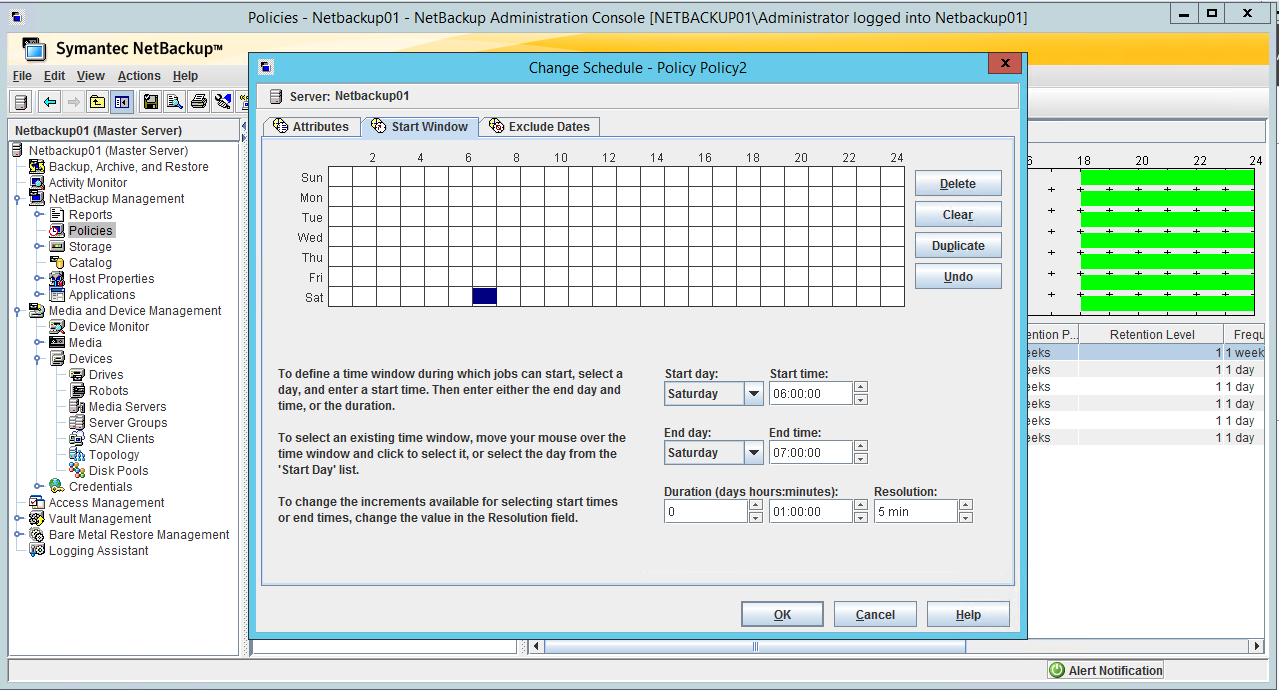 Policies - Netbackup01 - NetBackup Administration Console [NETBACKUP01\Administrator logged into Netbackup01]
Symantec NetBackup™
File Edit View Actions Help
Netbackup01 (Master Server)
Netbackup01 (Master Server)
Backup, Archive, and Restore
Activity Monitor
NetBackup Management
Reports
Policies
Storage
Catalog
Host Properties
Applications
Media and Device Management
Device Monitor
Media
Devices
Drives
Robots
Media Servers
Server Groups
SAN Clients
Topology
Disk Pools
Credentials
Access Management
Vault Management
Bare Metal Restore Management
Logging Assistant
Change Schedule - Policy Policy2
X
Server: Netbackup01
Attributes Start Window Exclude Dates
2 4 6 8 10 12 14 16 18 20 22 24
Sun
Mon
Tue
Wed
Thu
Fri
Sat
Delete
Clear
Duplicate
Undo
To define a time window during which jobs can start, select a
day, and enter a start time. Then enter either the end day and
time, or the duration.
To select an existing time window, move your mouse over the
time window and click to select it, or select the day from the
'Start Day' list.
To change the increments available for selecting start times
or end times, change the value in the Resolution field.
Start day: Start time:
Saturday 06:00:00
End day: End time:
Saturday 07:00:00
Duration (days hours:minutes): Resolution:
0 01:00:00 5 min
OK Cancel Help
18 20 22 24
ention P... Retention Level Frequ
eeks 1 1 week
eeks 1 1 day
eeks 1 1 day
eeks 1 1 day
eeks 1 1 day
eeks 1 1 day
Alert Notification